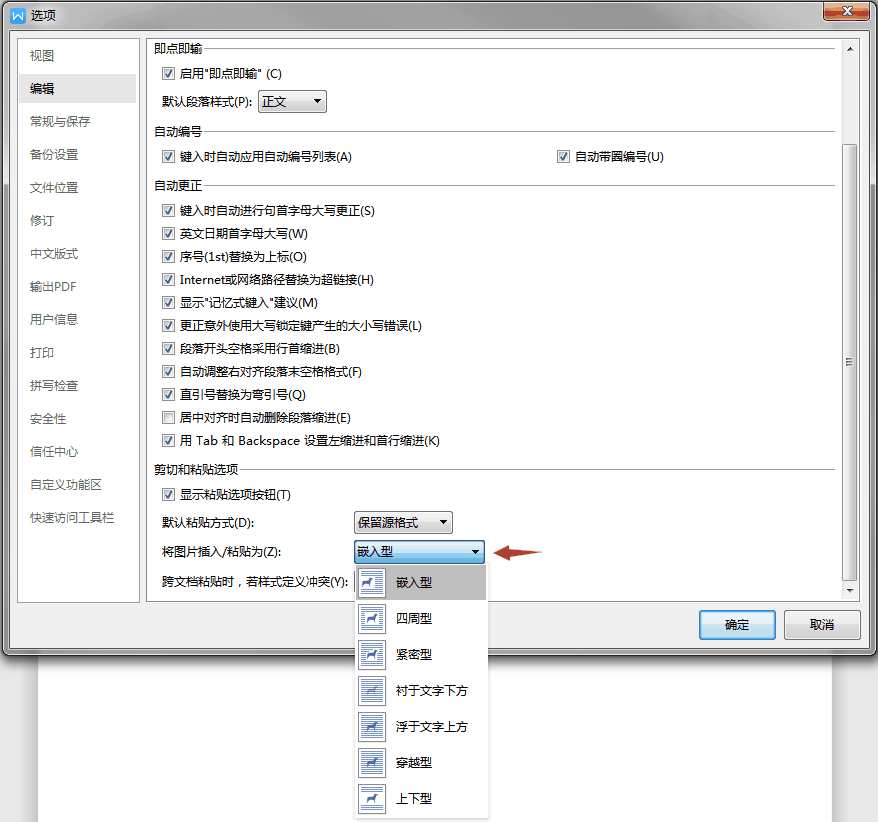 选项
视图
编辑
常规与保存
备份设置
文件位置
修订
中文版式
输出PDF
用户信息
打印
拼写检查
安全性
信任中心
自定义功能区
快速访问工具栏
即点即输
启用"即点即输" (C)
默认段落样式(P): 正文
自动编号
键入时自动应用自动编号列表(A) 自动带圈编号(U)
自动更正
键入时自动进行句首字母大写更正(S)
英文日期首字母大写(W)
序号(1st)替换为上标(O)
Internet或网络路径替换为超链接(H)
显示"记忆式键入"建议(M)
更正意外使用大写锁定键产生的大小写错误(L)
段落开头空格采用行首缩进(B)
自动调整右对齐段落末空格格式(F)
直引号替换为弯引号(Q)
居中对齐时自动删除段落缩进(E)
用 Tab 和 Backspace 设置左缩进和首行缩进(K)
剪切和粘贴选项
显示粘贴选项按钮(T)
默认粘贴方式(D): 保留源格式
将图片插入/粘贴为(Z): 嵌入型
跨文档粘贴时，若样式定义冲突(Y):
嵌入型
四周型
紧密型
衬于文字下方
浮于文字上方
穿越型
上下型
确定 取消